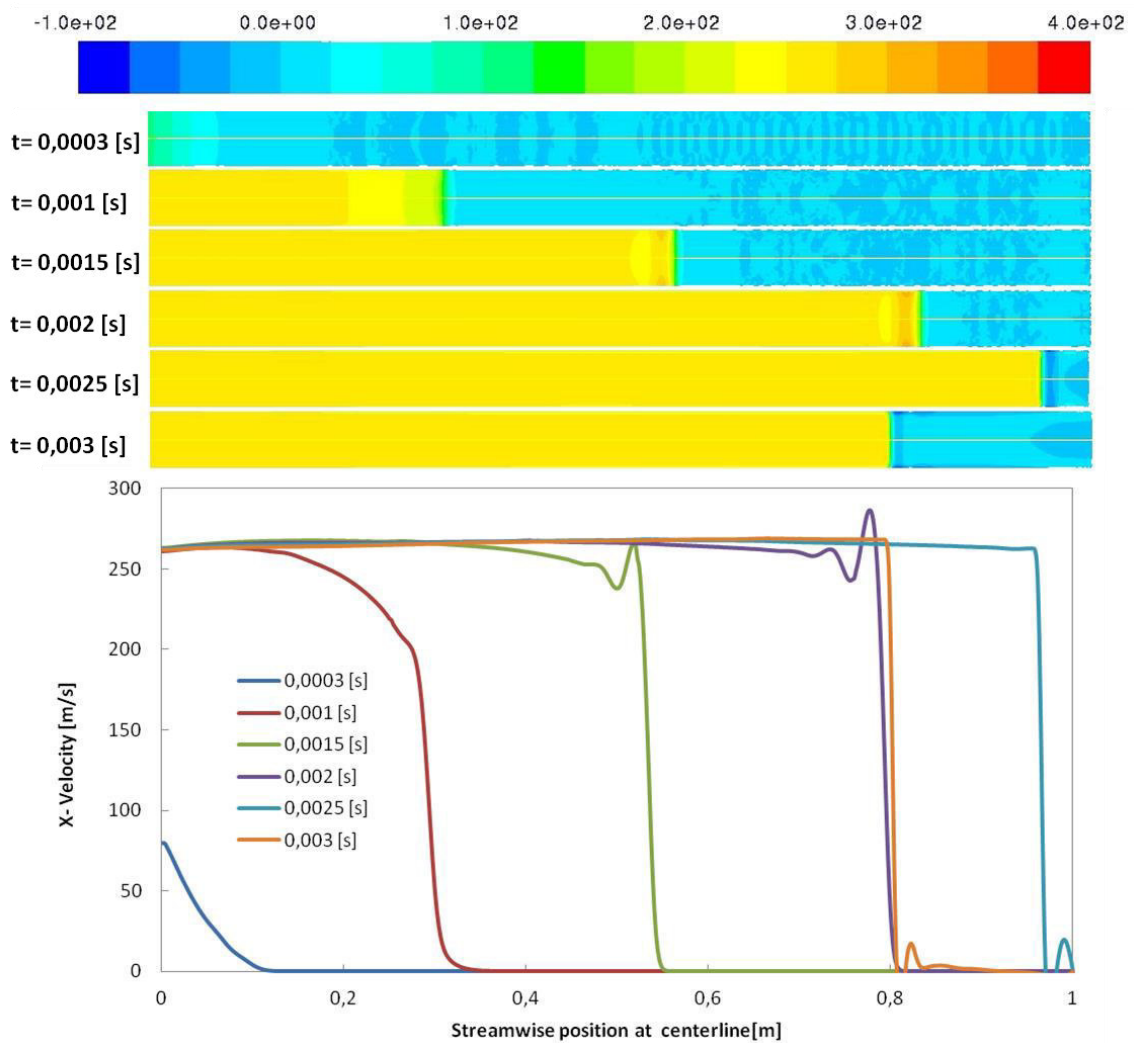 -1.0e+02 0.0e+00 1.0e+02 2.0e+02 3.0e+02 4.0e+02
t= 0,0003 [s]
t= 0,001 [s]
t= 0,0015 [s]
t= 0,002 [s]
t= 0,0025 [s]
t= 0,003 [s]
300
250
200
150
100
50
0
X- Velocity [m/s]
0,0003 [s]
0,001 [s]
0,0015 [s]
0,002 [s]
0,0025 [s]
0,003 [s]
0 0,2 0,4 0,6 0,8 1
Streamwise position at centerline[m]